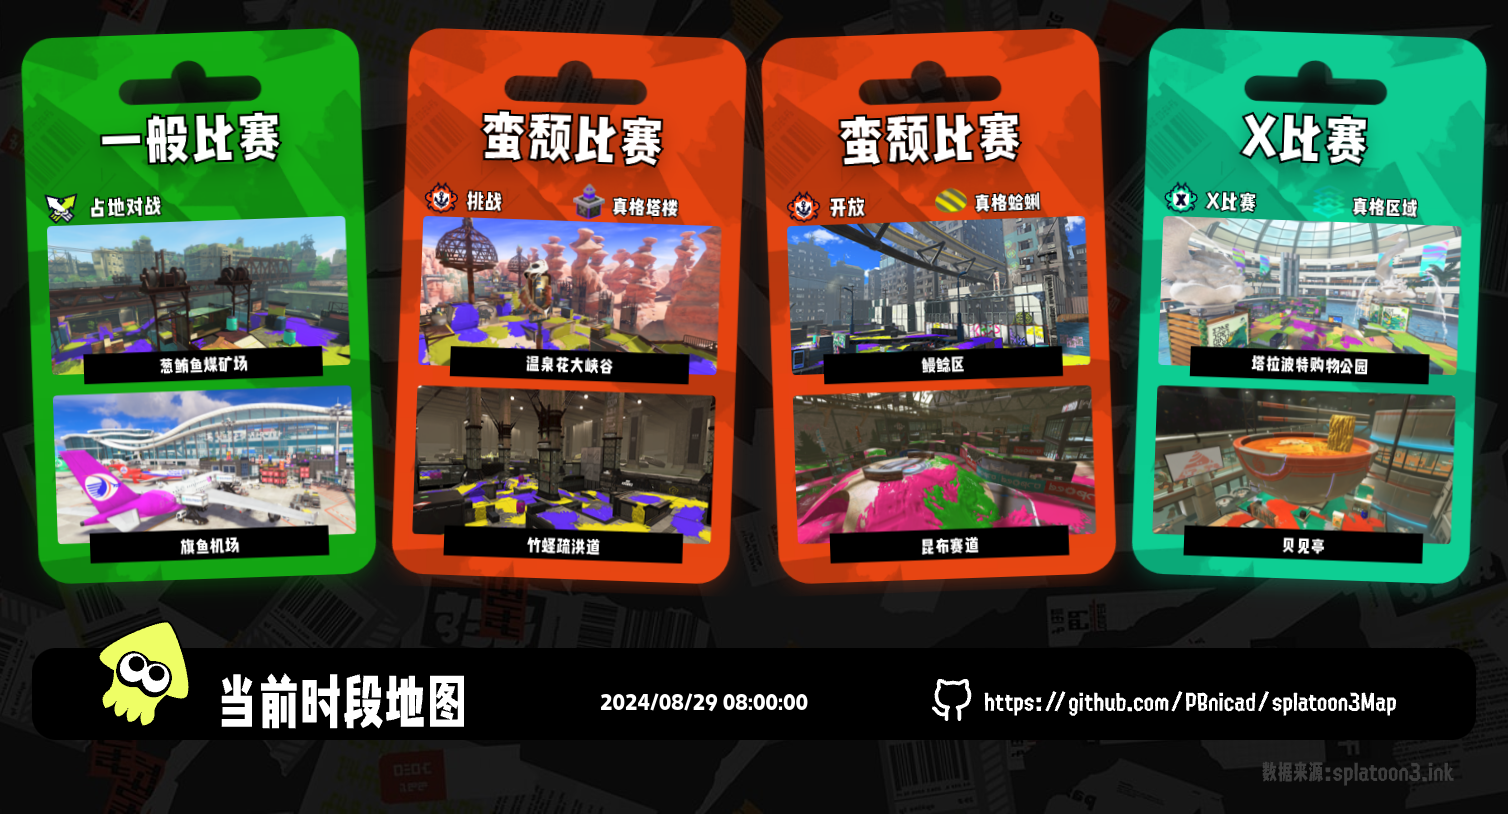 一般比赛
占地对战
葱鲔鱼煤矿场
旗鱼机场
蛮颓比赛
挑战
真格塔楼
温泉花大峡谷
竹蛏疏洪道
蛮颓比赛
开放
真格蛤蜊
鳗鲶区
昆布赛道
X比赛
X比赛
真格区域
塔拉波特购物公园
贝见亭
当前时段地图
2024/08/29 08:00:00
https://github.com/PBnicad/splatoon3Map
数据来源:splatoon3.ink